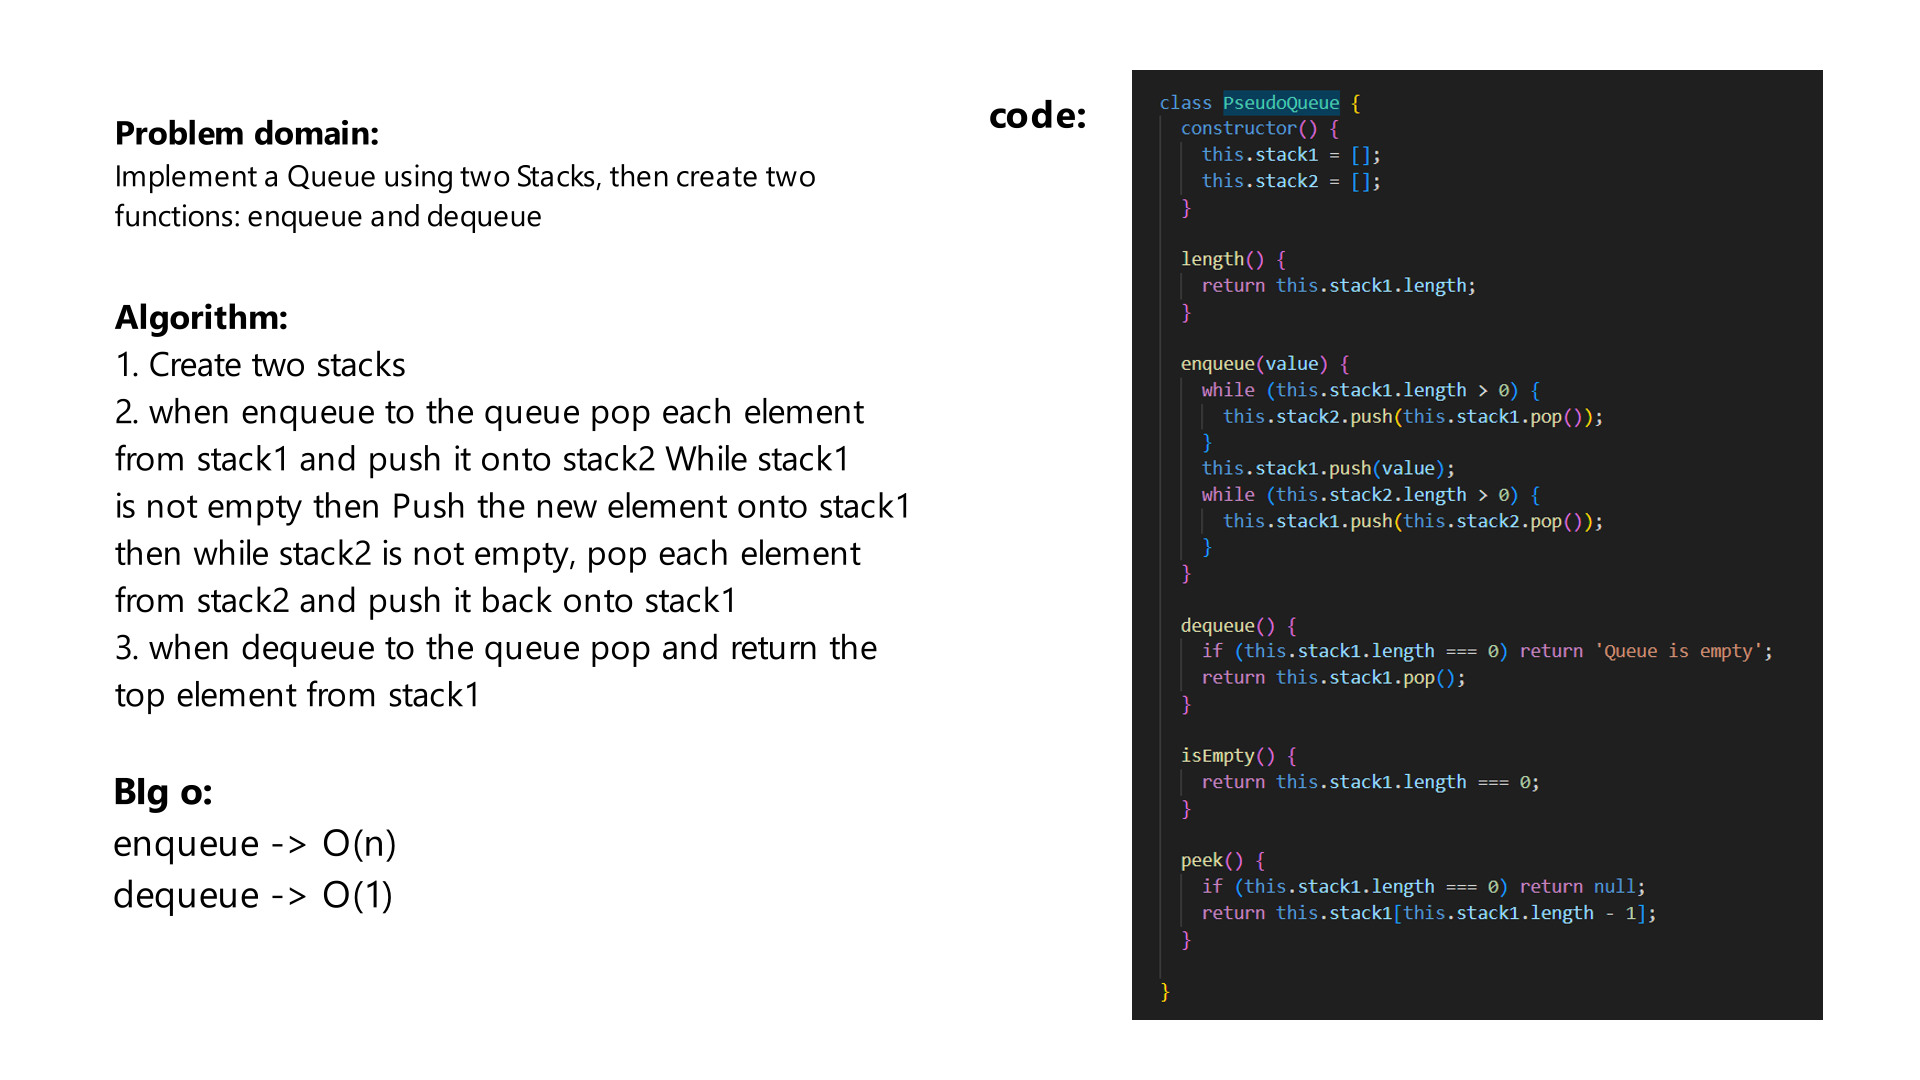 Problem domain:
Implement a Queue using two Stacks, then create two
functions: enqueue and dequeue
Algorithm:
1. Create two stacks
2. when enqueue to the queue pop each element
from stack1 and push it onto stack2 While stack1
is not empty then Push the new element onto stack1
then while stack2 is not empty, pop each element
from stack2 and push it back onto stack1
3. when dequeue to the queue pop and return the
top element from stack1
BIg o:
enqueue -> O(n)
dequeue -> O(1)
code:
class PseudoQueue {
  constructor() {
    this.stack1 = [];
    this.stack2 = [];
  }
  length() {
    return this.stack1.length;
  }
  enqueue(value) {
    while (this.stack1.length > 0) {
      this.stack2.push(this.stack1.pop());
    }
    this.stack1.push(value);
    while (this.stack2.length > 0) {
      this.stack1.push(this.stack2.pop());
    }
  }
  dequeue() {
    if (this.stack1.length === 0) return 'Queue is empty';
    return this.stack1.pop();
  }
  isEmpty() {
    return this.stack1.length === 0;
  }
  peek() {
    if (this.stack1.length === 0) return null;
    return this.stack1[this.stack1.length - 1];
  }
}